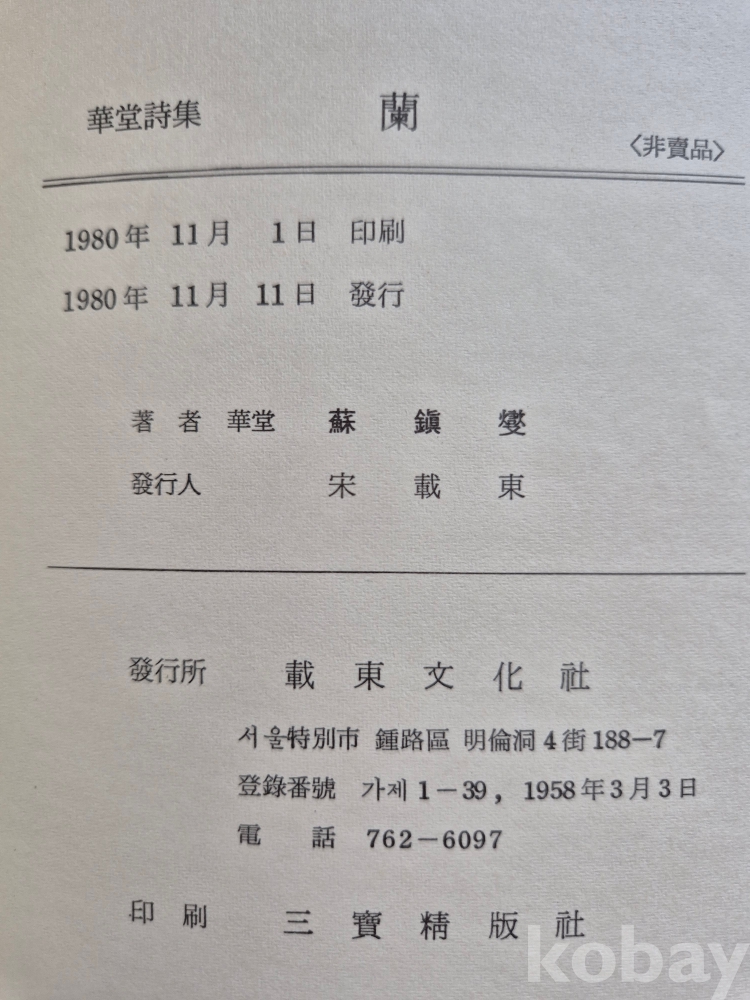 華堂詩集 蘭
〈非賣品〉
1980年 11月 1日 印刷
1980年 11月 11日 發行
著者 華堂 蘇鎭燮
發行人 宋載東
發行所 載東文化社
서울特別市 鍾路區 明倫洞4街188-7
登錄番號 가제1-39, 1958年3月3日
電話 762-6097
印刷 三寶精版社
kobay